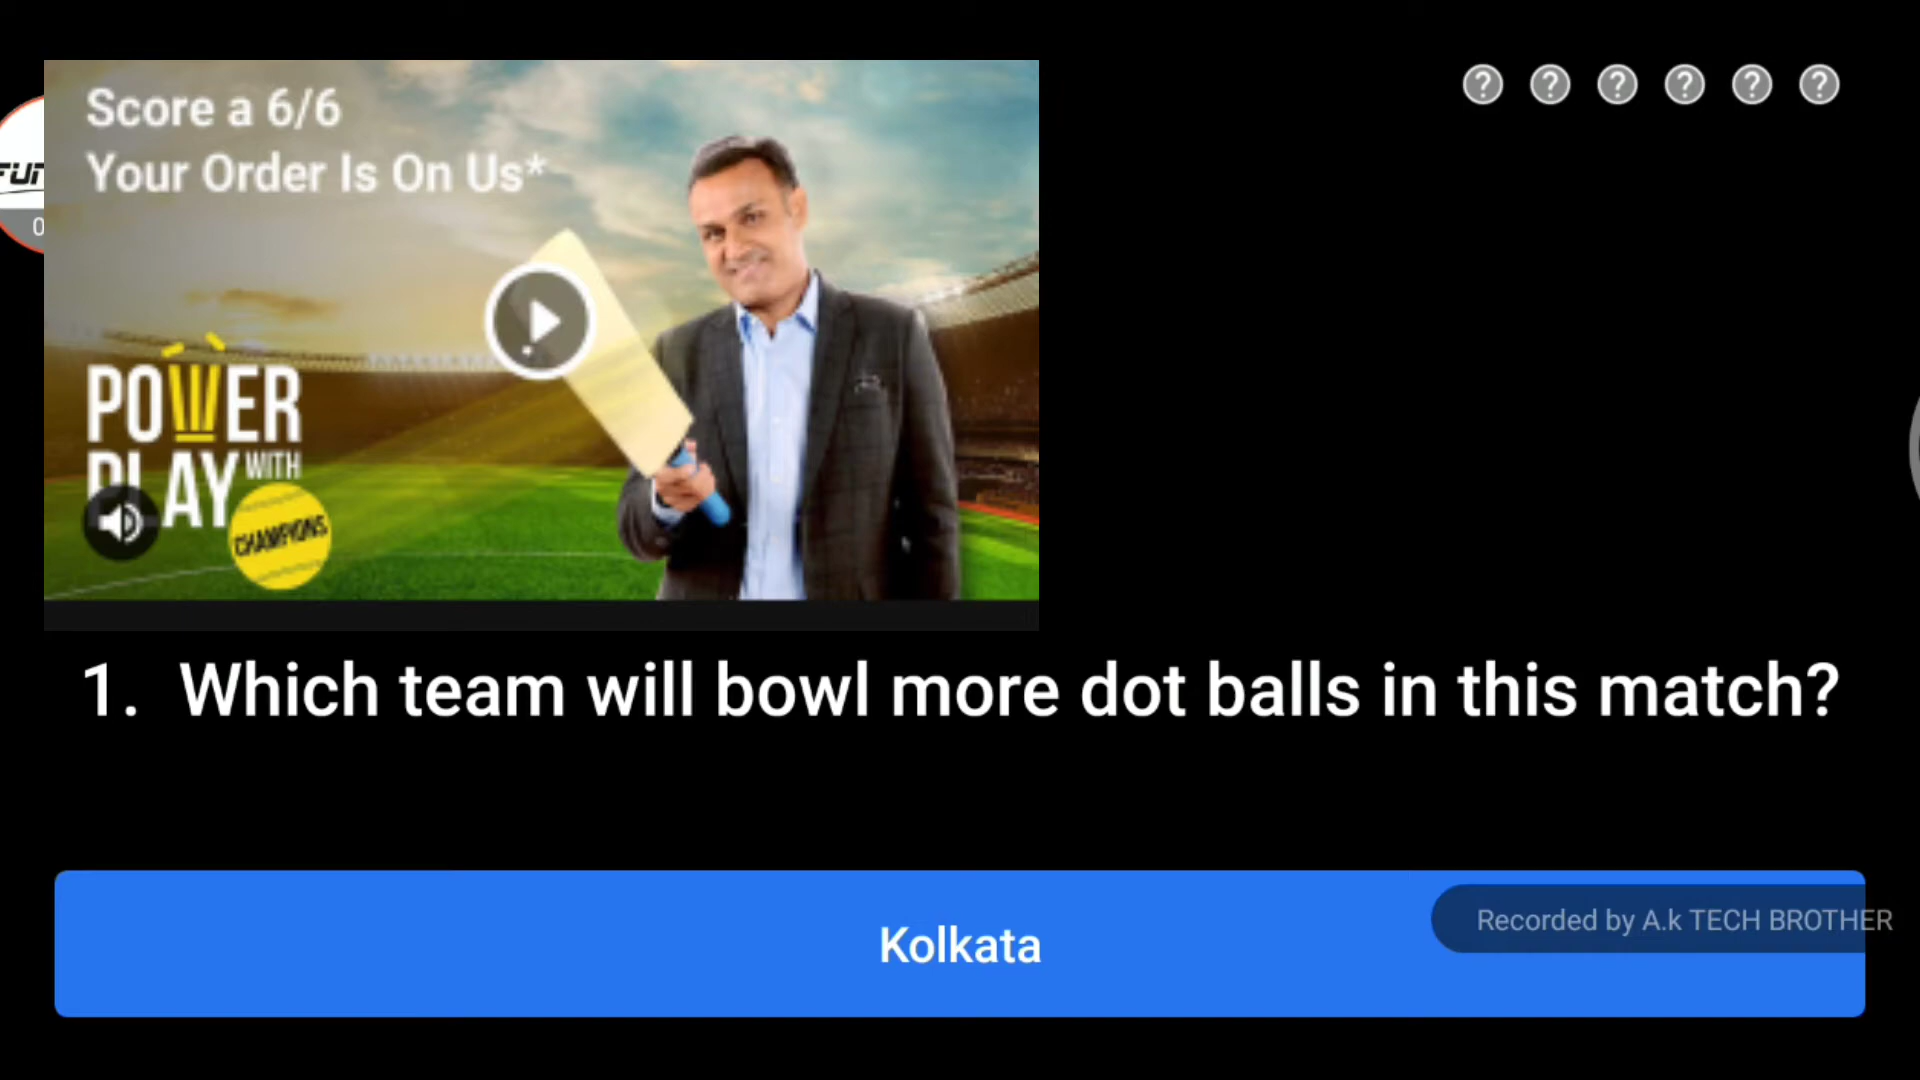 Score a 6/6
Your Order Is On Us*
POWER
PLAY WITH
CHAMPIONS
1. Which team will bowl more dot balls in this match?
Recorded by A.k TECH BROTHER
Kolkata